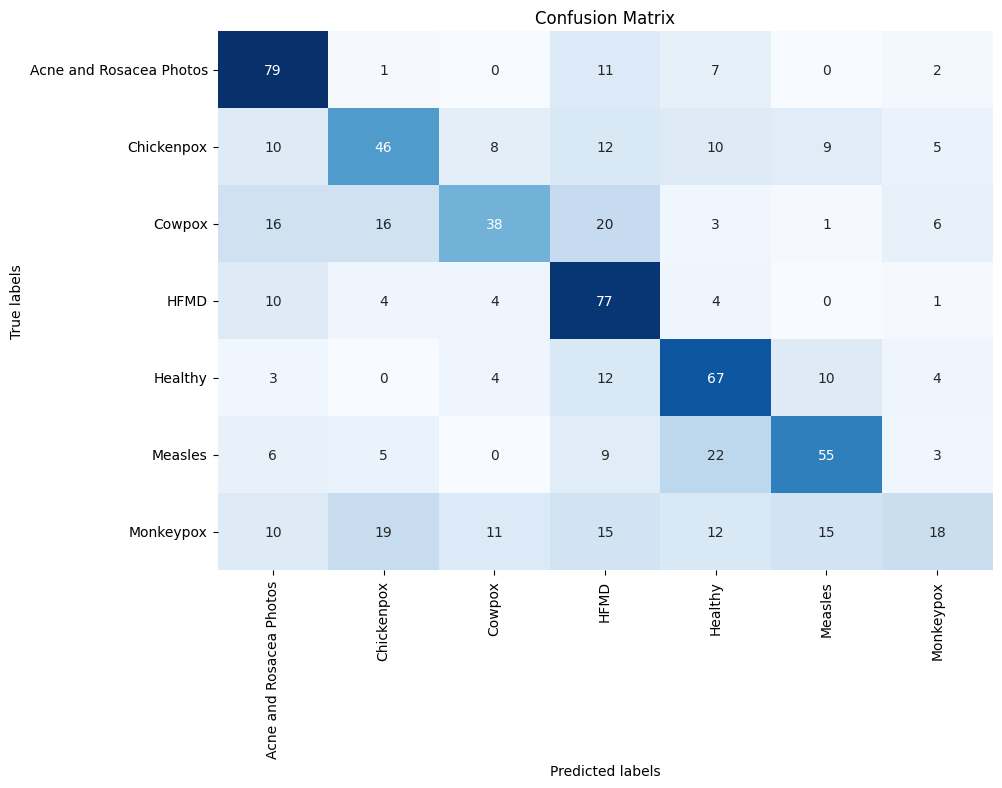 Confusion Matrix
True labels
Acne and Rosacea Photos 79 1 0 11 7 0 2
Chickenpox 10 46 8 12 10 9 5
Cowpox 16 16 38 20 3 1 6
HFMD 10 4 4 77 4 0 1
Healthy 3 0 4 12 67 10 4
Measles 6 5 0 9 22 55 3
Monkeypox 10 19 11 15 12 15 18
Acne and Rosacea Photos
Chickenpox
Cowpox
HFMD
Healthy
Measles
Monkeypox
Predicted labels